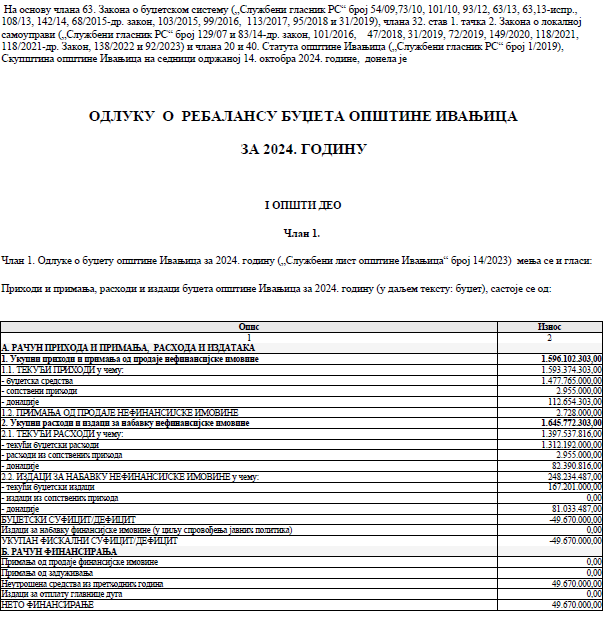 На основу члана 63. Закона о буџетском систему („Службени гласник РС“ број 54/09,73/10, 101/10, 93/12, 63/13, 63,13-испр.,
108/13, 142/14, 68/2015-др. закон, 103/2015, 99/2016, 113/2017, 95/2018 и 31/2019), члана 32. став 1. тачка 2. Закона о локалној
самоуправи („Службени гласник РС“ број 129/07 и 83/14-др. закон, 101/2016, 47/2018, 31/2019, 72/2019, 149/2020, 118/2021,
118/2021-др. Закон, 138/2022 и 92/2023) и члана 20 и 40. Статута општине Ивањица („Службени гласник РС“ број 1/2019),
Скупштина општине Ивањица на седници одржаној 14. октобра 2024. године, донела је
ОДЛУКУ О РЕБАЛАНСУ БУЏЕТА ОПШТИНЕ ИВАЊИЦА
ЗА 2024. ГОДИНУ
I ОПШТИ ДЕО
Члан 1.
Члан 1. Одлуке о буџету општине Ивањица за 2024. годину („Службени лист општине Ивањица“ број 14/2023) мења се и гласи:
Приходи и примања, расходи и издаци буџета општине Ивањица за 2024. годину (у даљем тексту: буџет), састоје се од:
Опис Износ
1 2
А. РАЧУН ПРИХОДА И ПРИМАЊА, РАСХОДА И ИЗДАТАКА
1. Укупни приходи и примања од продаје нефинансијске имовине 1.596.102.303,00
1.1. ТЕКУЋИ ПРИХОДИ у чему: 1.593.374.303,00
- буџетска средства 1.477.765.000,00
- сопствени приходи 2.955.000,00
- донације 112.654.303,00
1.2. ПРИМАЊА ОД ПРОДАЈЕ НЕФИНАНСИЈСКЕ ИМОВИНЕ 2.728.000,00
2. Укупни расходи и издаци за набавку нефинансијске имовине 1.645.772.303,00
2.1. ТЕКУЋИ РАСХОДИ у чему: 1.397.537.816,00
- текући буџетски расходи 1.312.192.000,00
- расходи из сопствених прихода 2.955.000,00
- донације 82.390.816,00
2.2. ИЗДАЦИ ЗА НАБАВКУ НЕФИНАНСИЈСКЕ ИМОВИНЕ у чему: 248.234.487,00
- текући буџетски издаци 167.201.000,00
- издаци из сопствених прихода 0,00
- донације 81.033.487,00
БУЏЕТСКИ СУФИЦИТ/ДЕФИЦИТ -49.670.000,00
Издаци за набавку финансијске имовине (у циљу спровођења јавних политика) 0,00
УКУПАН ФИСКАЛНИ СУФИЦИТ/ДЕФИЦИТ -49.670.000,00
Б. РАЧУН ФИНАНСИРАЊА
Примања од продаје финансијске имовине 0,00
Примања од задуживања 0,00
Неутрошена средства из претходних година 49.670.000,00
Издаци за отплату главнице дуга 0,00
НЕТО ФИНАНСИРАЊЕ 49.670.000,00